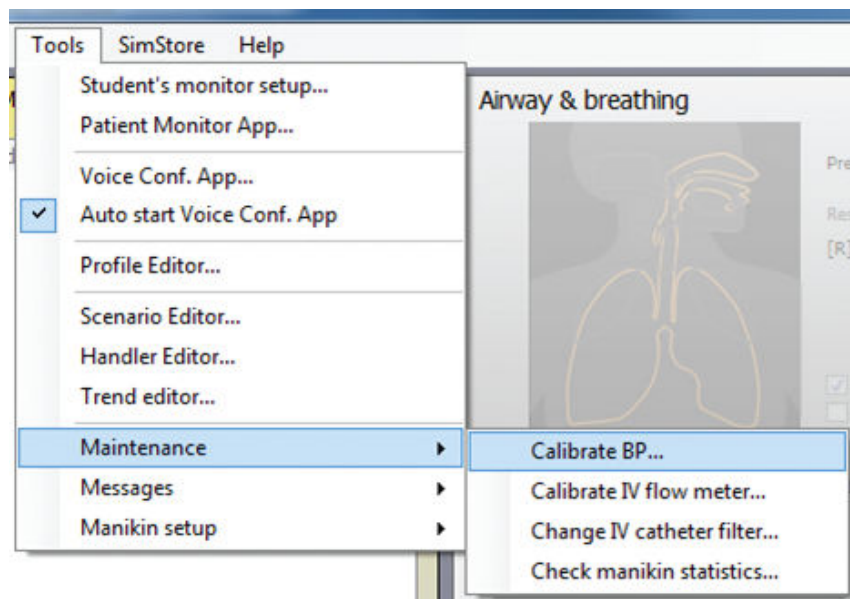 Tools SimStore Help
Student's monitor setup...
Patient Monitor App...
Voice Conf. App...
Auto start Voice Conf. App
Profile Editor...
Scenario Editor...
Handler Editor...
Trend editor...
Maintenance
Messages
Manikin setup
Airway & breathing
[R]
Calibrate BP...
Calibrate IV flow meter...
Change IV catheter filter...
Check manikin statistics...